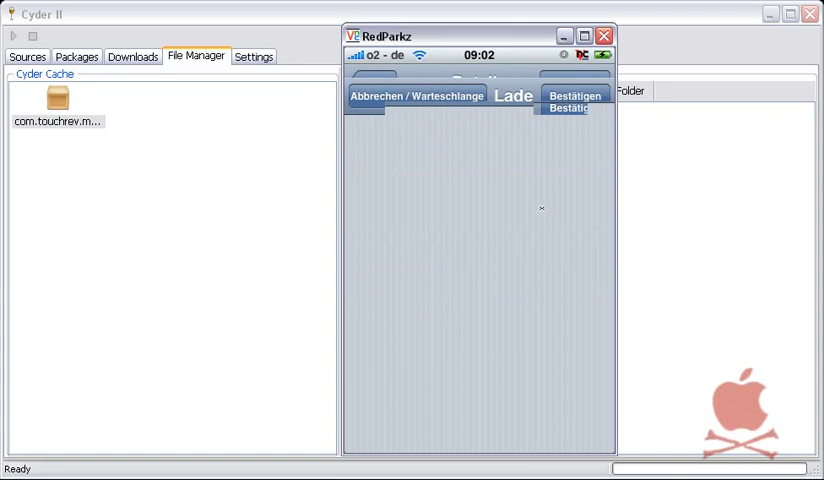 Cyder II
Sources
Packages
Downloads
File Manager
Settings
Cyder Cache
com.touchrev.m...
Folder
RedParkz
o2 - de
09:02
Abbrechen / Warteschlange
Lade
Bestätigen
Ready